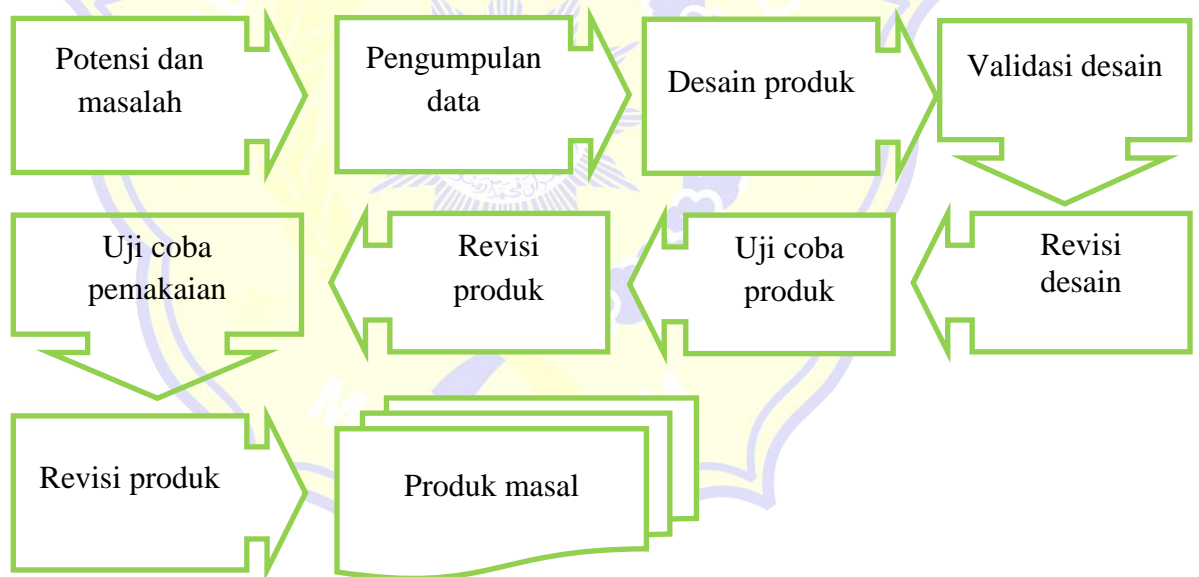 Potensi dan
masalah
Pengumpulan
data
Desain produk
Validasi desain
Revisi
desain
Uji coba
produk
Revisi
produk
Uji coba
pemakaian
Revisi produk
Produk masal